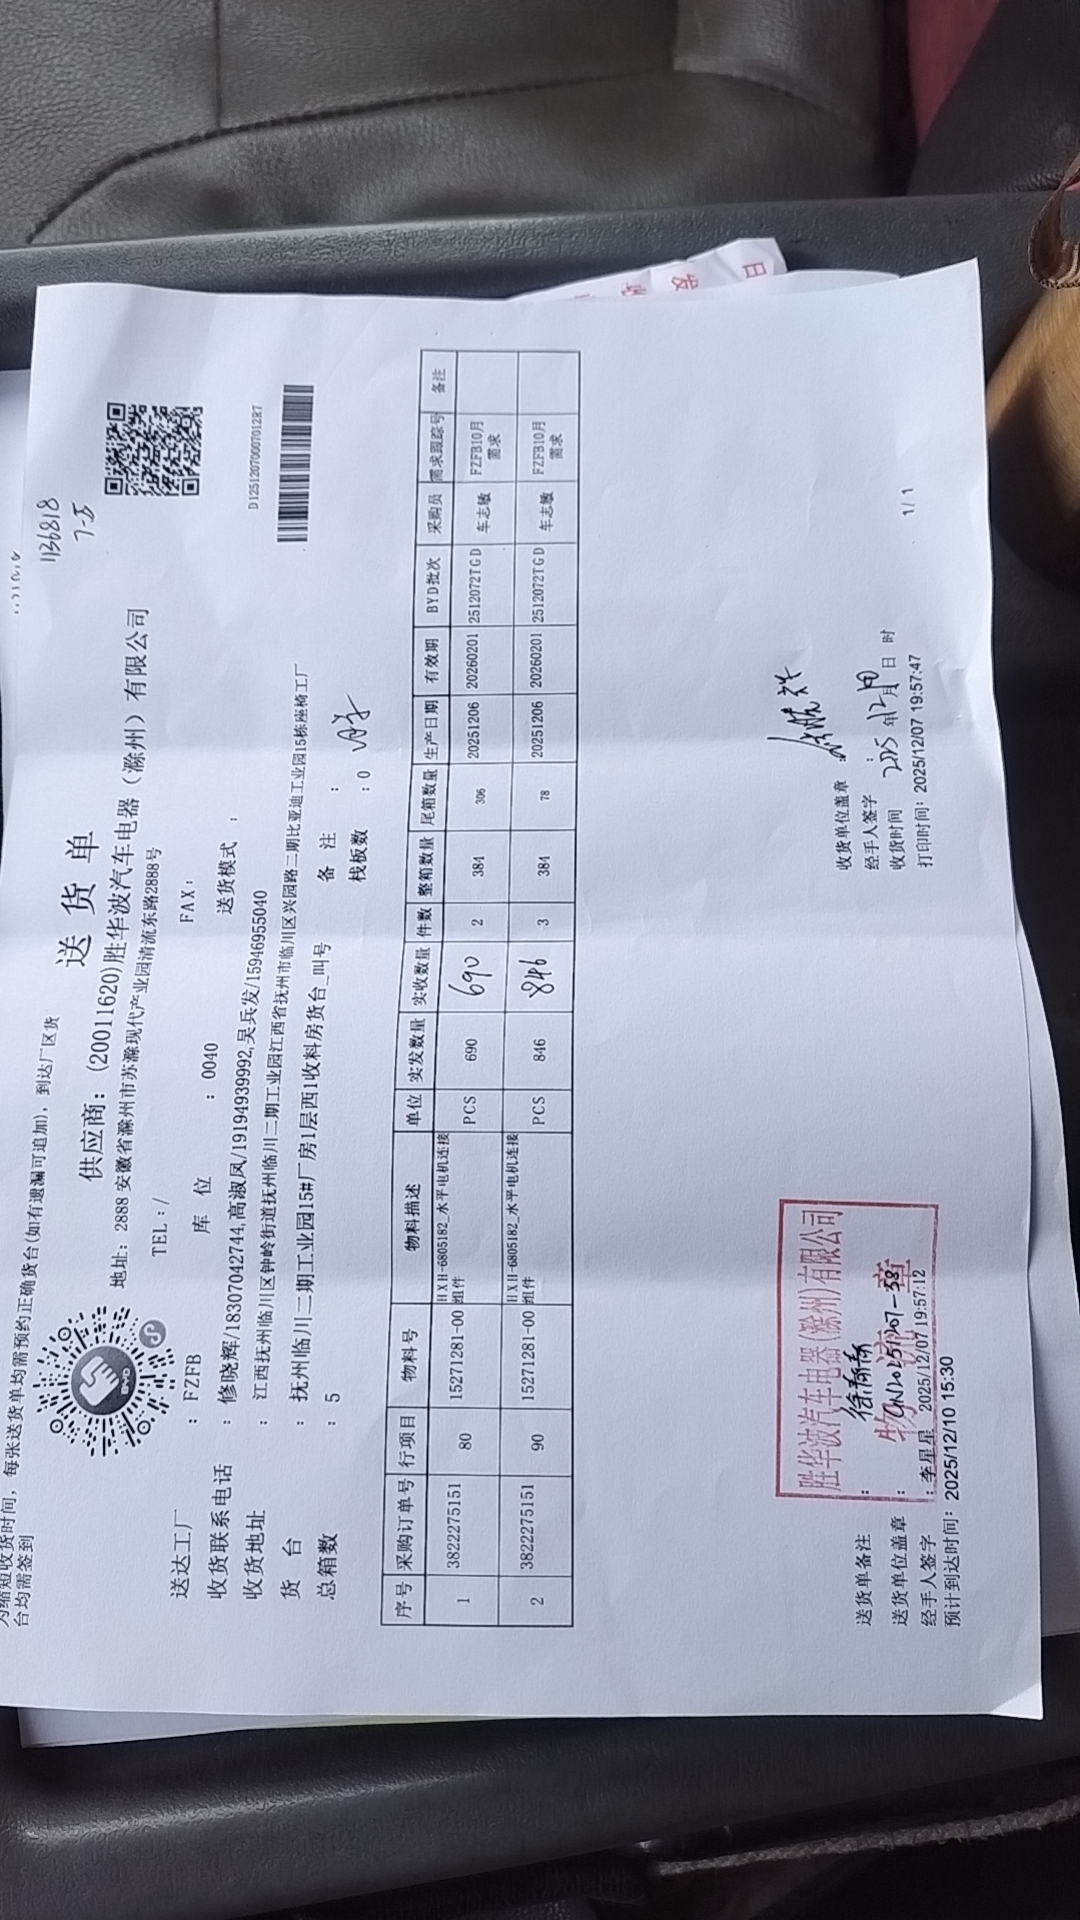 为缩短收货时间，每张送货单均需预约正确货台(如有遗漏可追加)，到达厂区货
台均需签到
1136818
7-5
送 货 单
供应商：(20011620)胜华波汽车电器（滁州）有限公司
地址：2888 安徽省滁州市苏滁现代产业园清流东路2888号
TEL：/ FAX：
D12512070007012R7
送达工厂 ：FZFB 库 位 ：0040 送货模式 ：
收货联系电话 ：修晓辉/18307042744,高淑凤/19194939992,吴兵发/15946955040
收货地址 ：江西抚州临川区钟岭街道抚州临川二期工业园江西省抚州市临川区兴园路二期比亚迪工业园15栋座椅工厂
货 台 ：抚州临川二期工业园15#厂房1层西1收料房货台_叫号 备 注 ：
总箱数 ：5 栈板数 ：0
序号 采购订单号 行项目 物料号 物料描述 单位 实发数量 实收数量 件数 整箱数量 尾箱数量 生产日期 有效期 BYD批次 采购员 需求跟踪号 备注
1 3822275151 80 15271281-00 HXH-6805182_水平电机连接组件 PCS 690 690 2 384 306 20251206 20260201 2512072TGD 车志敏 FZFB10月需求
2 3822275151 90 15271281-00 HXH-6805182_水平电机连接组件 PCS 846 846 3 384 78 20251206 20260201 2512072TGD 车志敏 FZFB10月需求
胜华波汽车电器(滁州)有限公司
物流章
送货单备注 ：
送货单位盖章 ： 收货单位盖章 ：
经手人签字 ：李星星 2025/12/07 19:57:12 经手人签字 ：
预计到达时间：2025/12/10 15:30 收货时间 2025 年 12 月 日 时
打印时间：2025/12/07 19:57:47
1/1